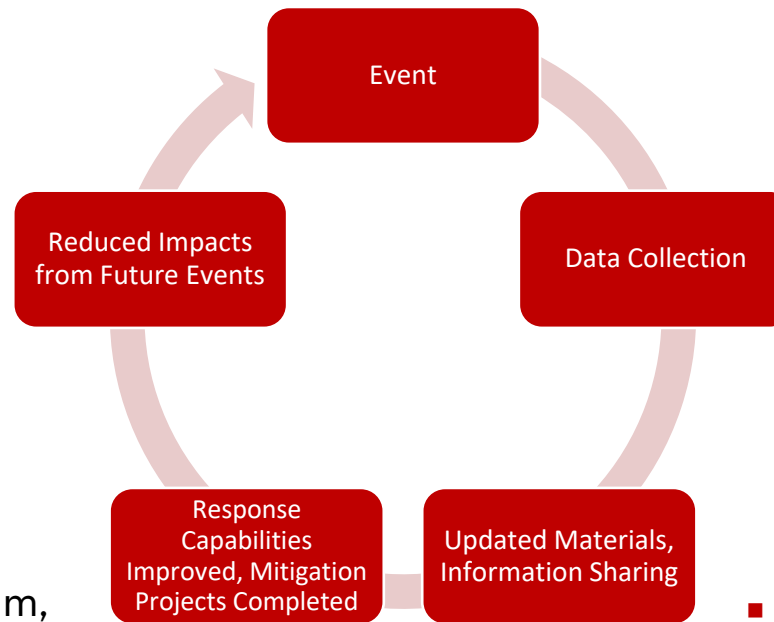 Event
Data Collection
Updated Materials,
Information Sharing
Response
Capabilities
Improved, Mitigation
Projects Completed
Reduced Impacts
from Future Events
m,